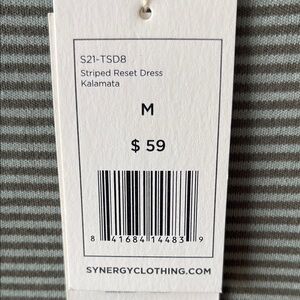 S21-TSD8
Striped Reset Dress
Kalamata
M
$ 59
8 41684 14483 9
SYNERGYCLOTHING.COM